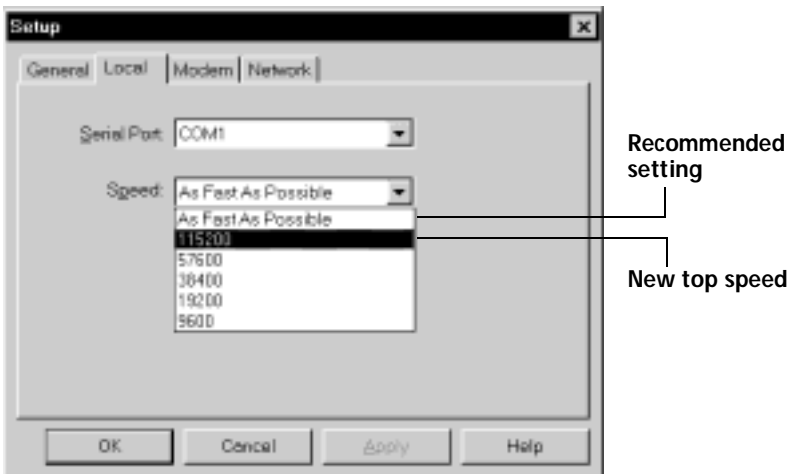 Setup
General Local Modem Network
Serial Port: COM1
Speed: As Fast As Possible
As Fast As Possible
115200
57600
38400
19200
9600
OK Cancel Apply Help
Recommended
setting
New top speed